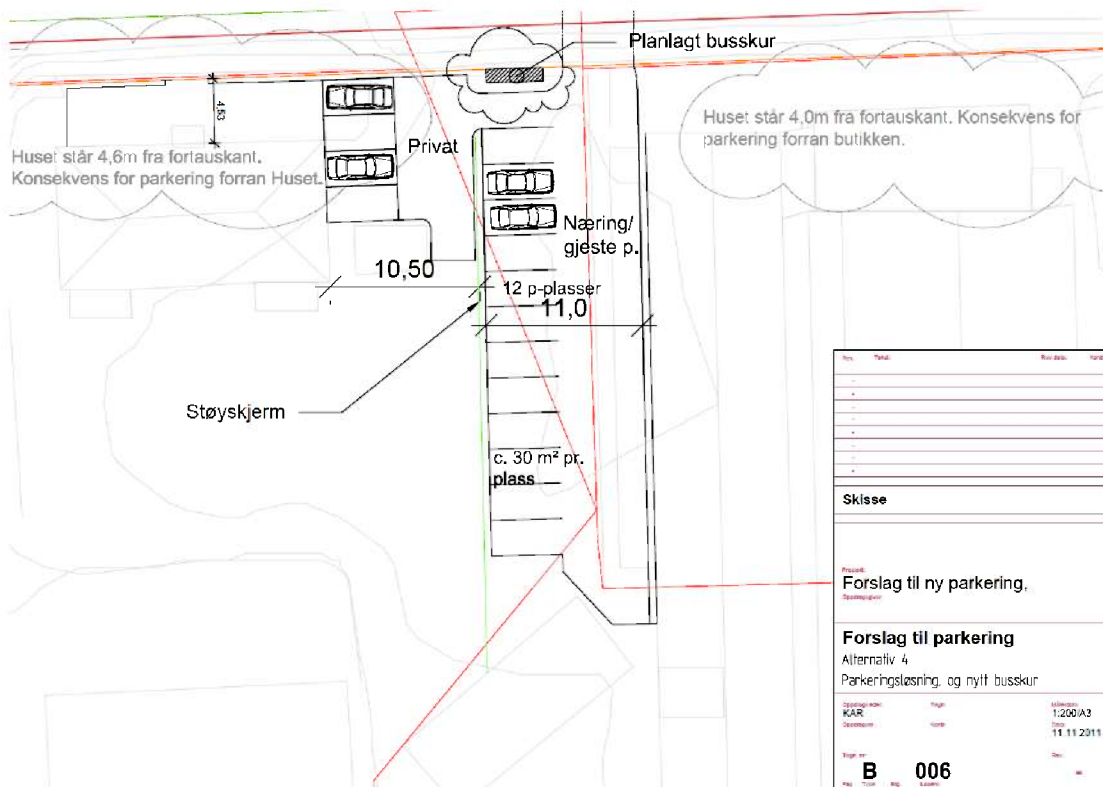 Planlagt busskur
4,53
Huset står 4,6m fra fortauskant.
Konsekvens for parkering forran Huset.
Privat
Huset står 4,0m fra fortauskant. Konsekvens for
parkering forran butikken.
Næring/
gjeste p.
10,50
12 p-plasser
11,0
Støyskjerm
c. 30 m² pr.
plass
Skisse
Forslag til ny parkering,
Forslag til parkering
Alternativ 4
Parkeringsløsning, og nytt busskur
KAR
1:200/A3
11.11.2011
B 006